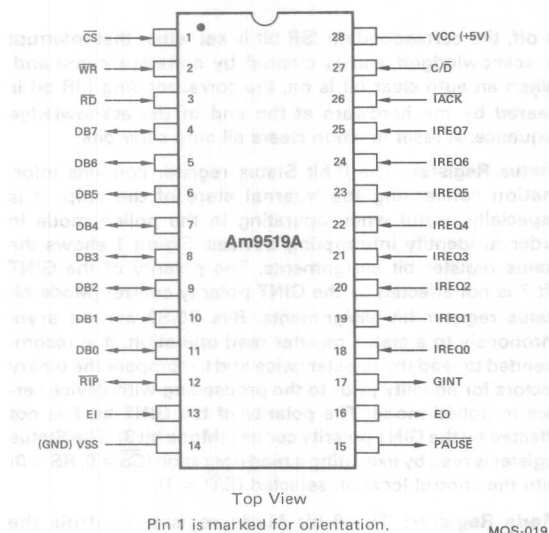 CS 1 28 VCC (+5V)
WR 2 27 C/D
RD 3 26 IACK
DB7 4 25 IREQ7
DB6 5 24 IREQ6
DB5 6 23 IREQ5
DB4 7 22 IREQ4
Am9519A
DB3 8 21 IREQ3
DB2 9 20 IREQ2
DB1 10 19 IREQ1
DB0 11 18 IREQ0
RIP 12 17 GINT
EI 13 16 EO
(GND) VSS 14 15 PAUSE
Top View
Pin 1 is marked for orientation.
MOS-019